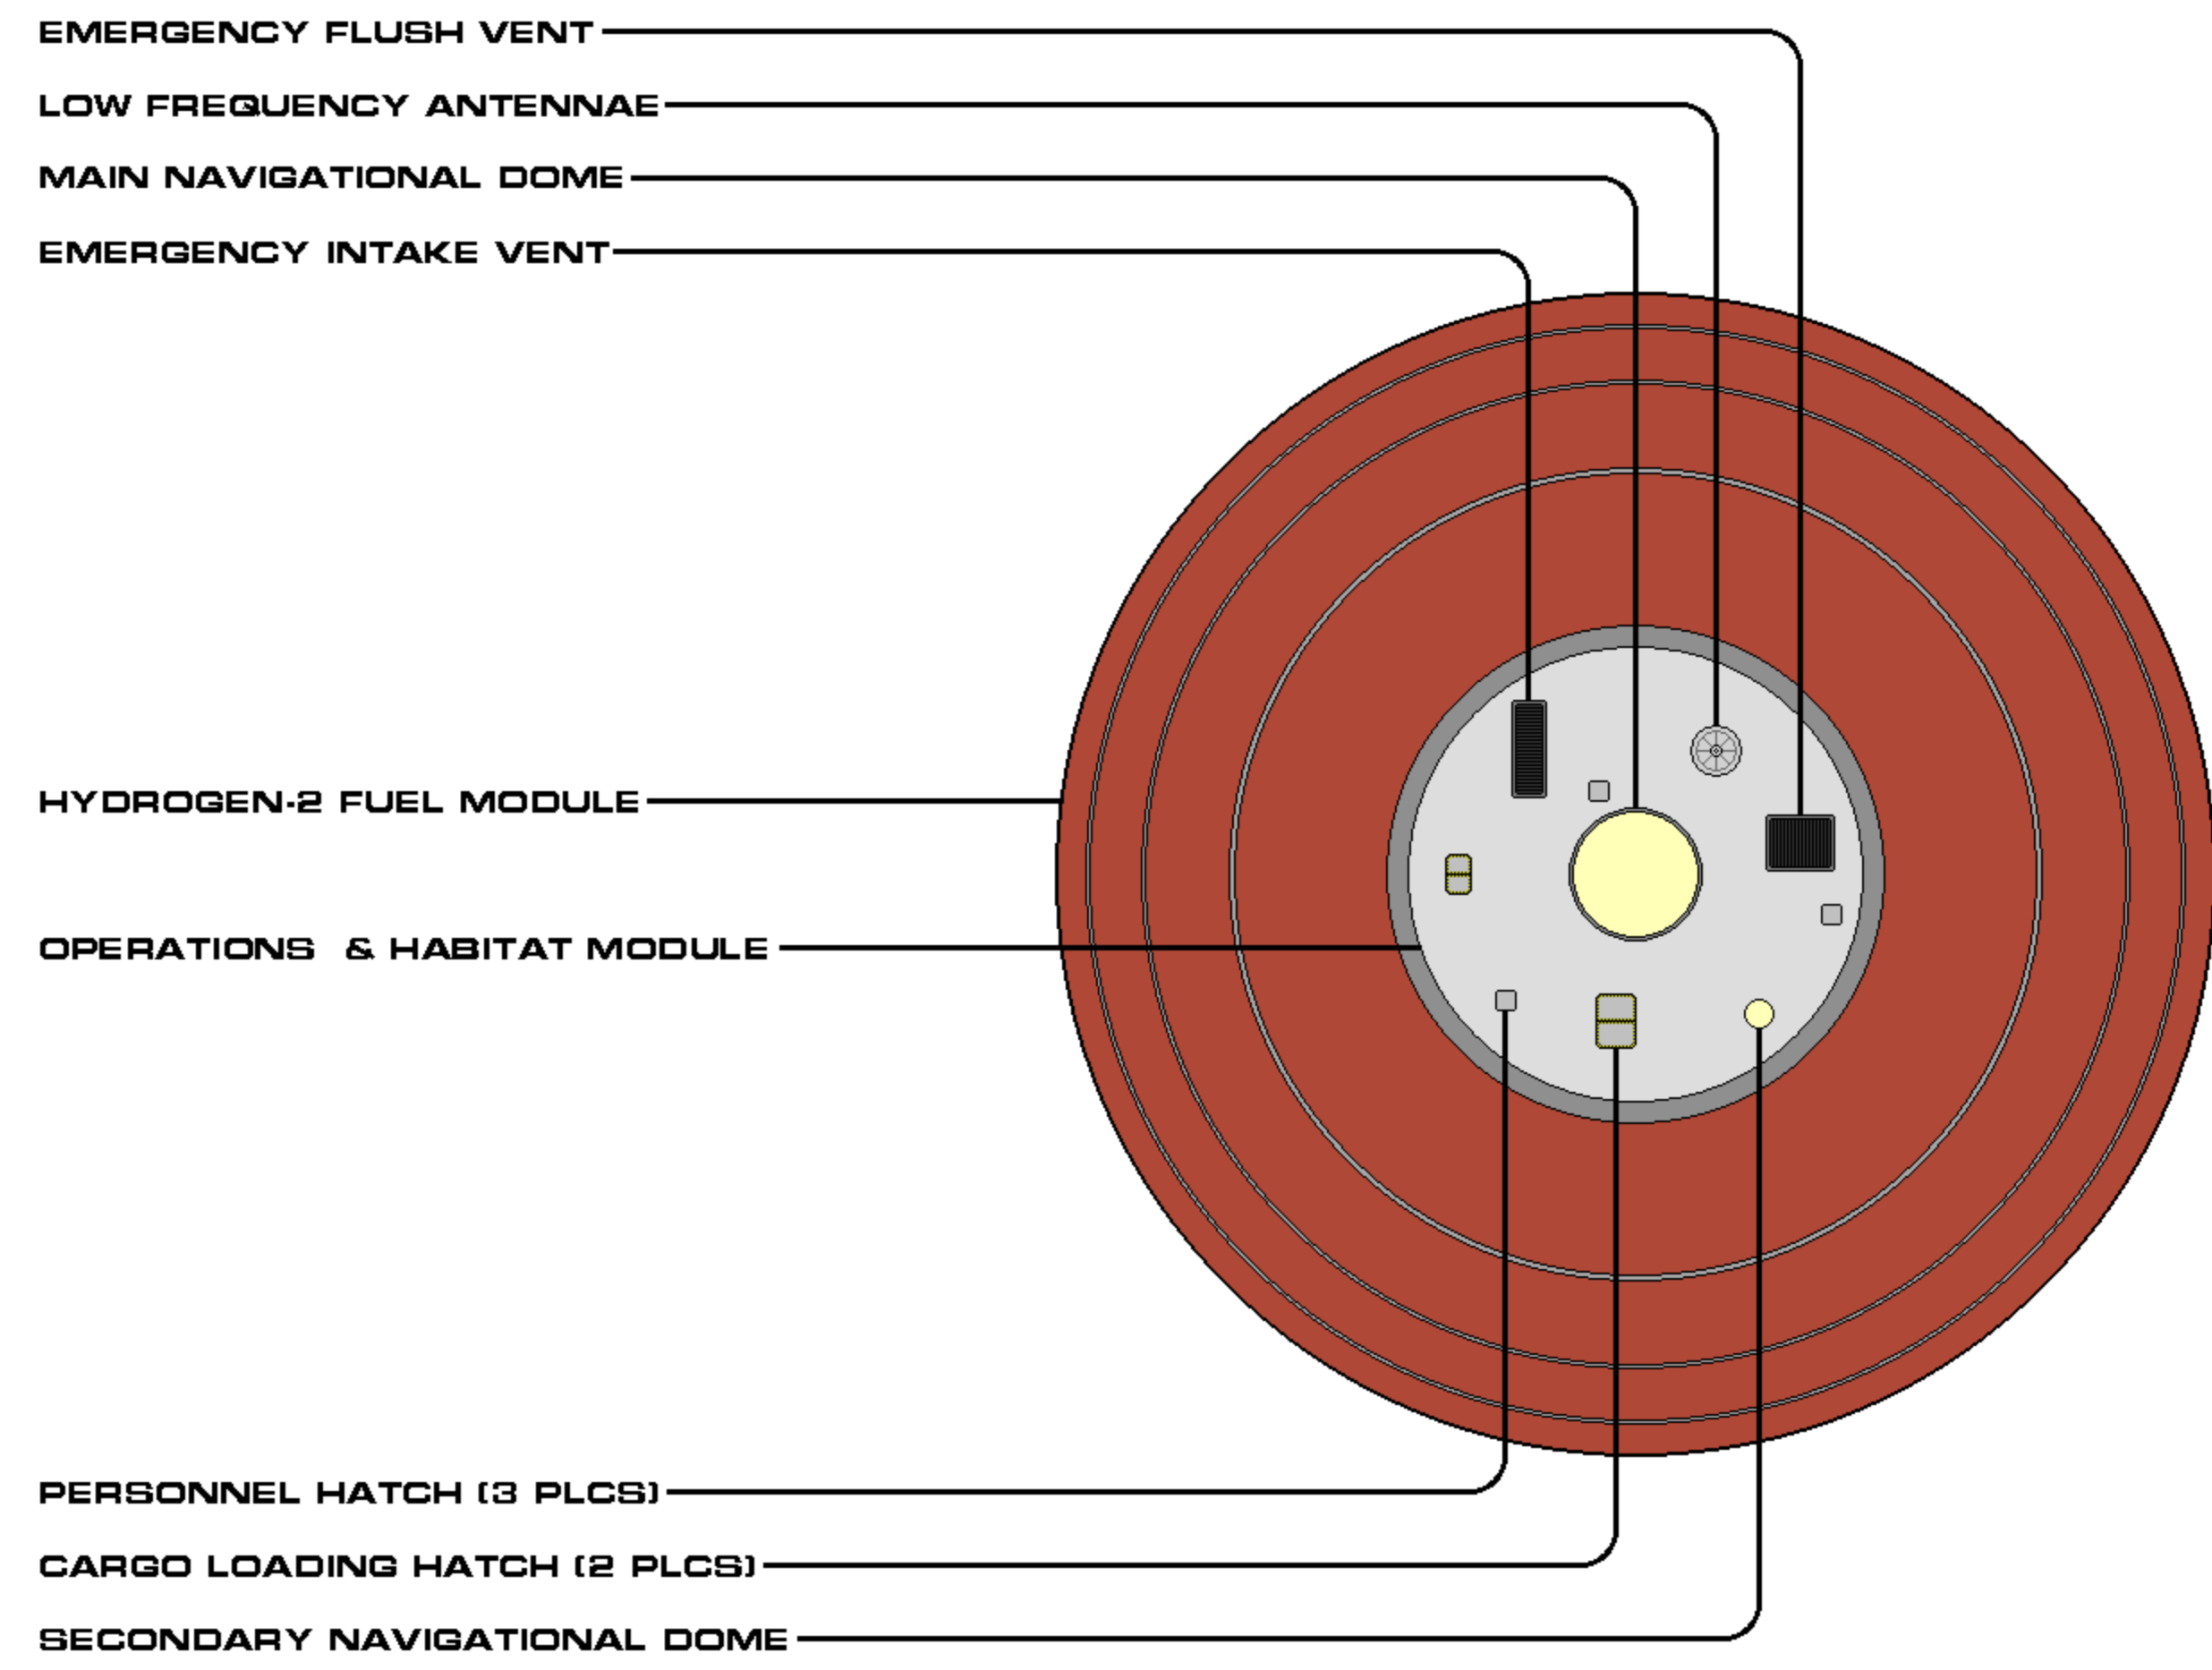 EMERGENCY FLUSH VENT
LOW FREQUENCY ANTENNAE
MAIN NAVIGATIONAL DOME
EMERGENCY INTAKE VENT
HYDROGEN-2 FUEL MODULE
OPERATIONS & HABITAT MODULE
PERSONNEL HATCH (3 PLCS)
CARGO LOADING HATCH (2 PLCS)
SECONDARY NAVIGATIONAL DOME